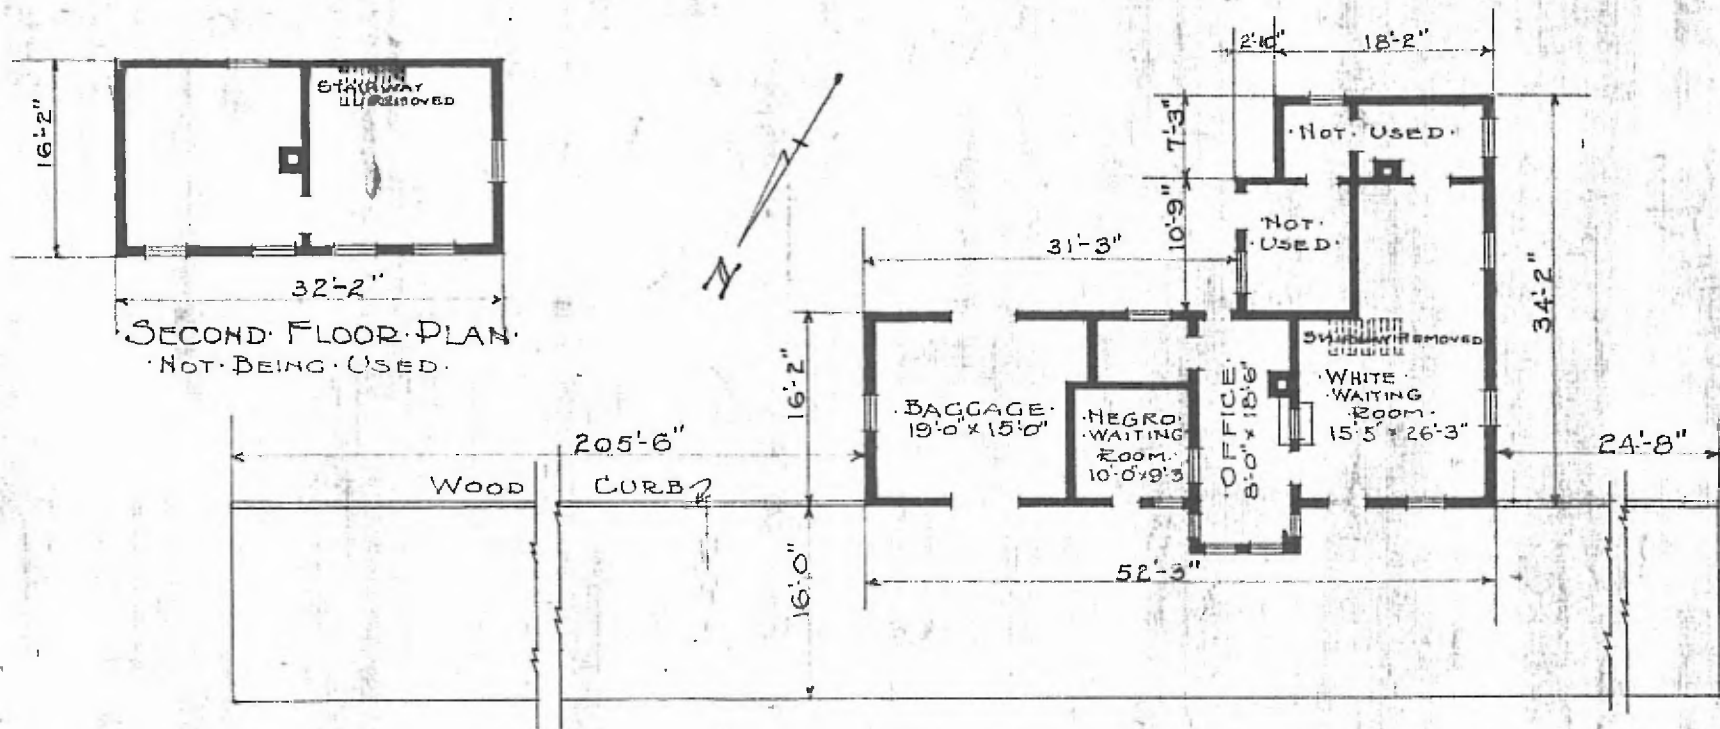 STAIRWAY
REMOVED
16'-2"
32'-2"
·SECOND·FLOOR·PLAN·
·NOT·BEING·USED·
N
2'-10"
18'-2"
7'-3"
·NOT· USED·
10'-9"
·NOT·
·USED·
31'-3"
34'-2"
16'-2"
REMOVED
·BAGGAGE·
19'-0" x 15'-0"
·NEGRO·
·WAITING
ROOM·
10'-0"x9'-3
·OFFICE·
8'-0" x 18'-6"
·WHITE·
·WAITING
ROOM·
15'-5" x 26'-3"
205'-6"
24'-8"
WOOD CURB
16'-0"
52'-3"